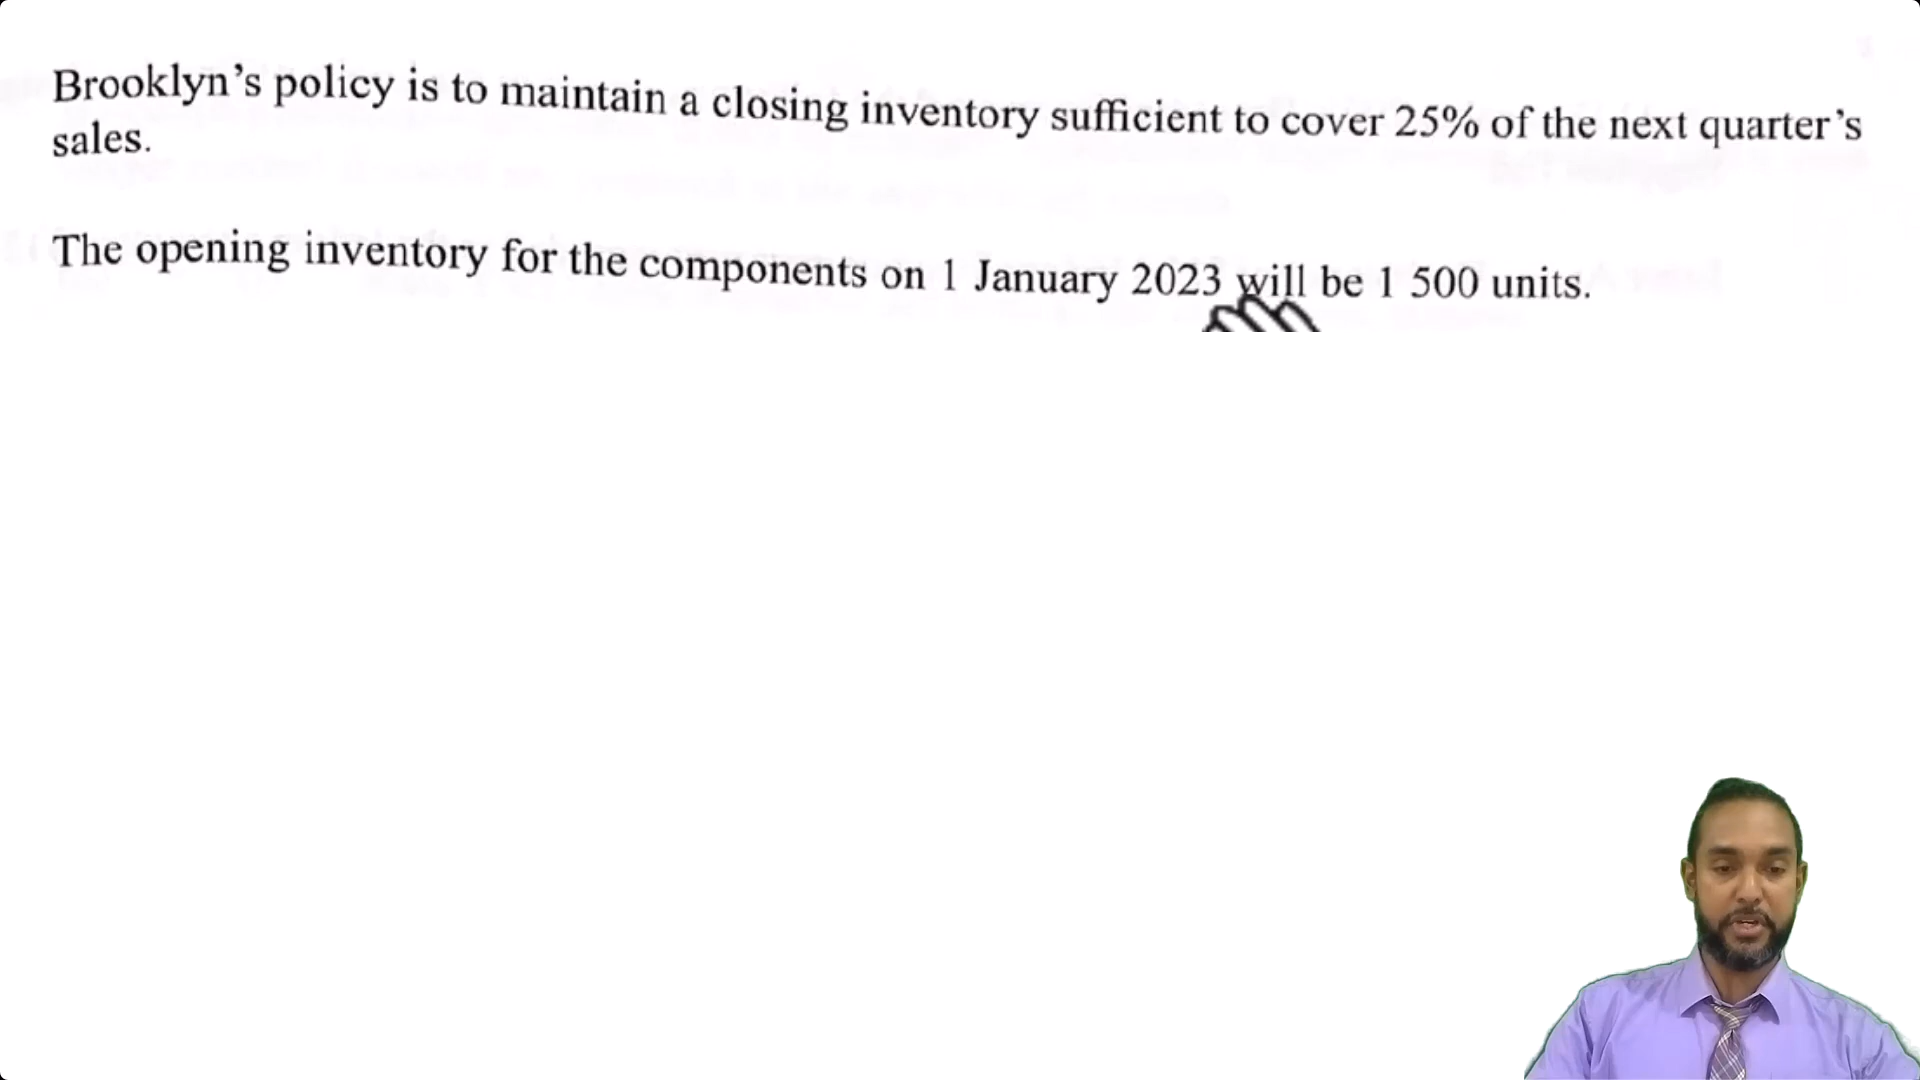 Brooklyn’s policy is to maintain a closing inventory sufficient to cover 25% of the next quarter’s
sales.
The opening inventory for the components on 1 January 2023 will be 1 500 units.